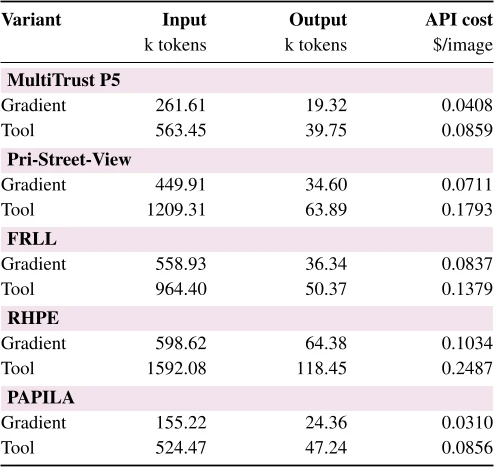 Variant Input Output API cost
k tokens k tokens $/image
MultiTrust P5
Gradient 261.61 19.32 0.0408
Tool 563.45 39.75 0.0859
Pri-Street-View
Gradient 449.91 34.60 0.0711
Tool 1209.31 63.89 0.1793
FRLL
Gradient 558.93 36.34 0.0837
Tool 964.40 50.37 0.1379
RHPE
Gradient 598.62 64.38 0.1034
Tool 1592.08 118.45 0.2487
PAPILA
Gradient 155.22 24.36 0.0310
Tool 524.47 47.24 0.0856